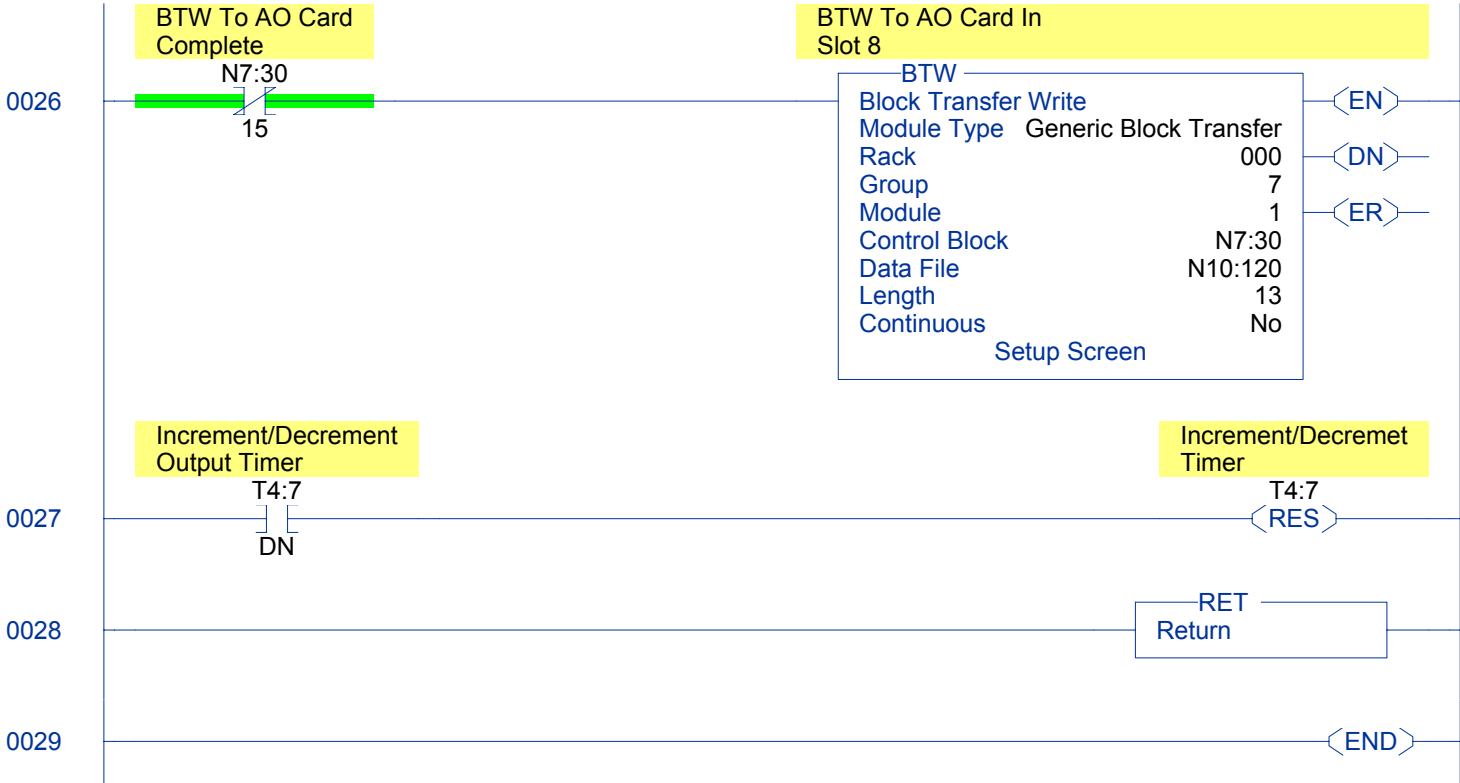 BTW To AO Card
Complete
N7:30
15
BTW To AO Card In
Slot 8
0026
BTW
Block Transfer Write
Module Type Generic Block Transfer
Rack 000
Group 7
Module 1
Control Block N7:30
Data File N10:120
Length 13
Continuous No
Setup Screen
EN
DN
ER
Increment/Decrement
Output Timer
T4:7
DN
Increment/Decremet
Timer
T4:7
RES
0027
0028
RET
Return
0029
END